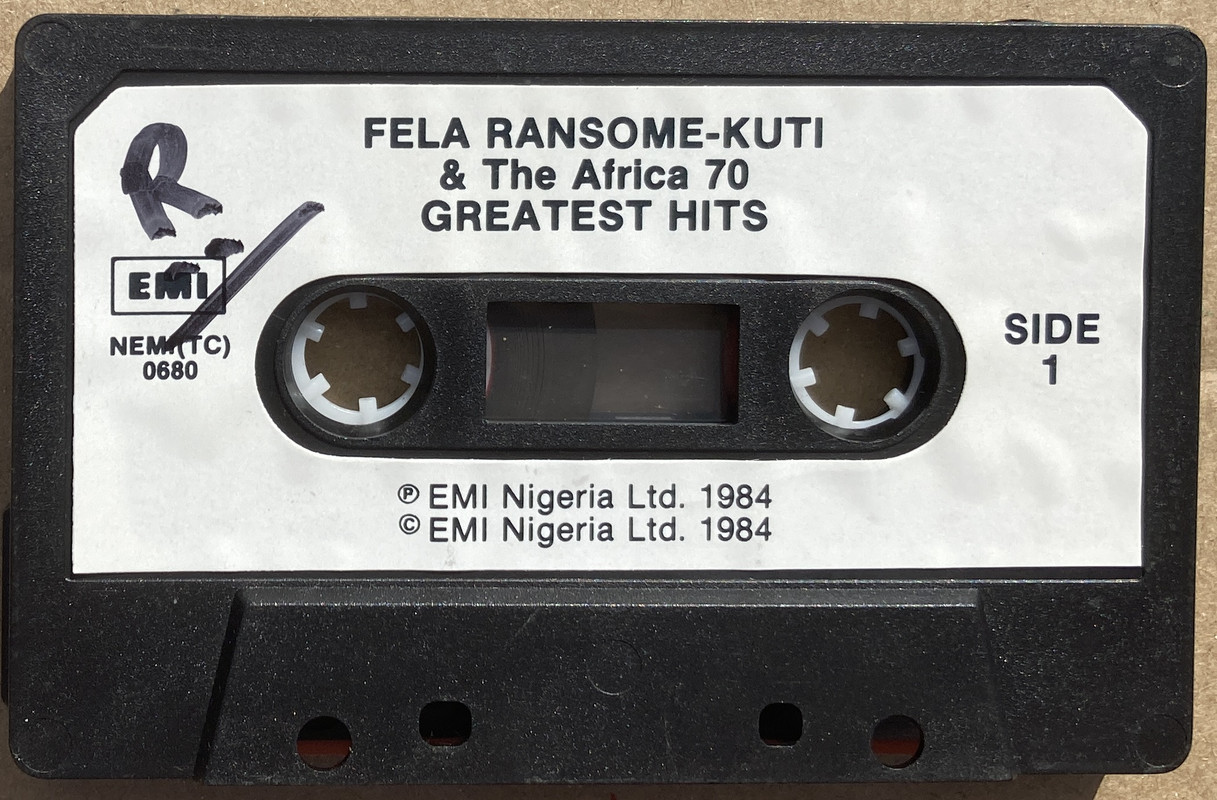 FELA RANSOME-KUTI
& The Africa 70
GREATEST HITS
R
EMI
NEMI(TC)
0680
SIDE
1
℗ EMI Nigeria Ltd. 1984
© EMI Nigeria Ltd. 1984